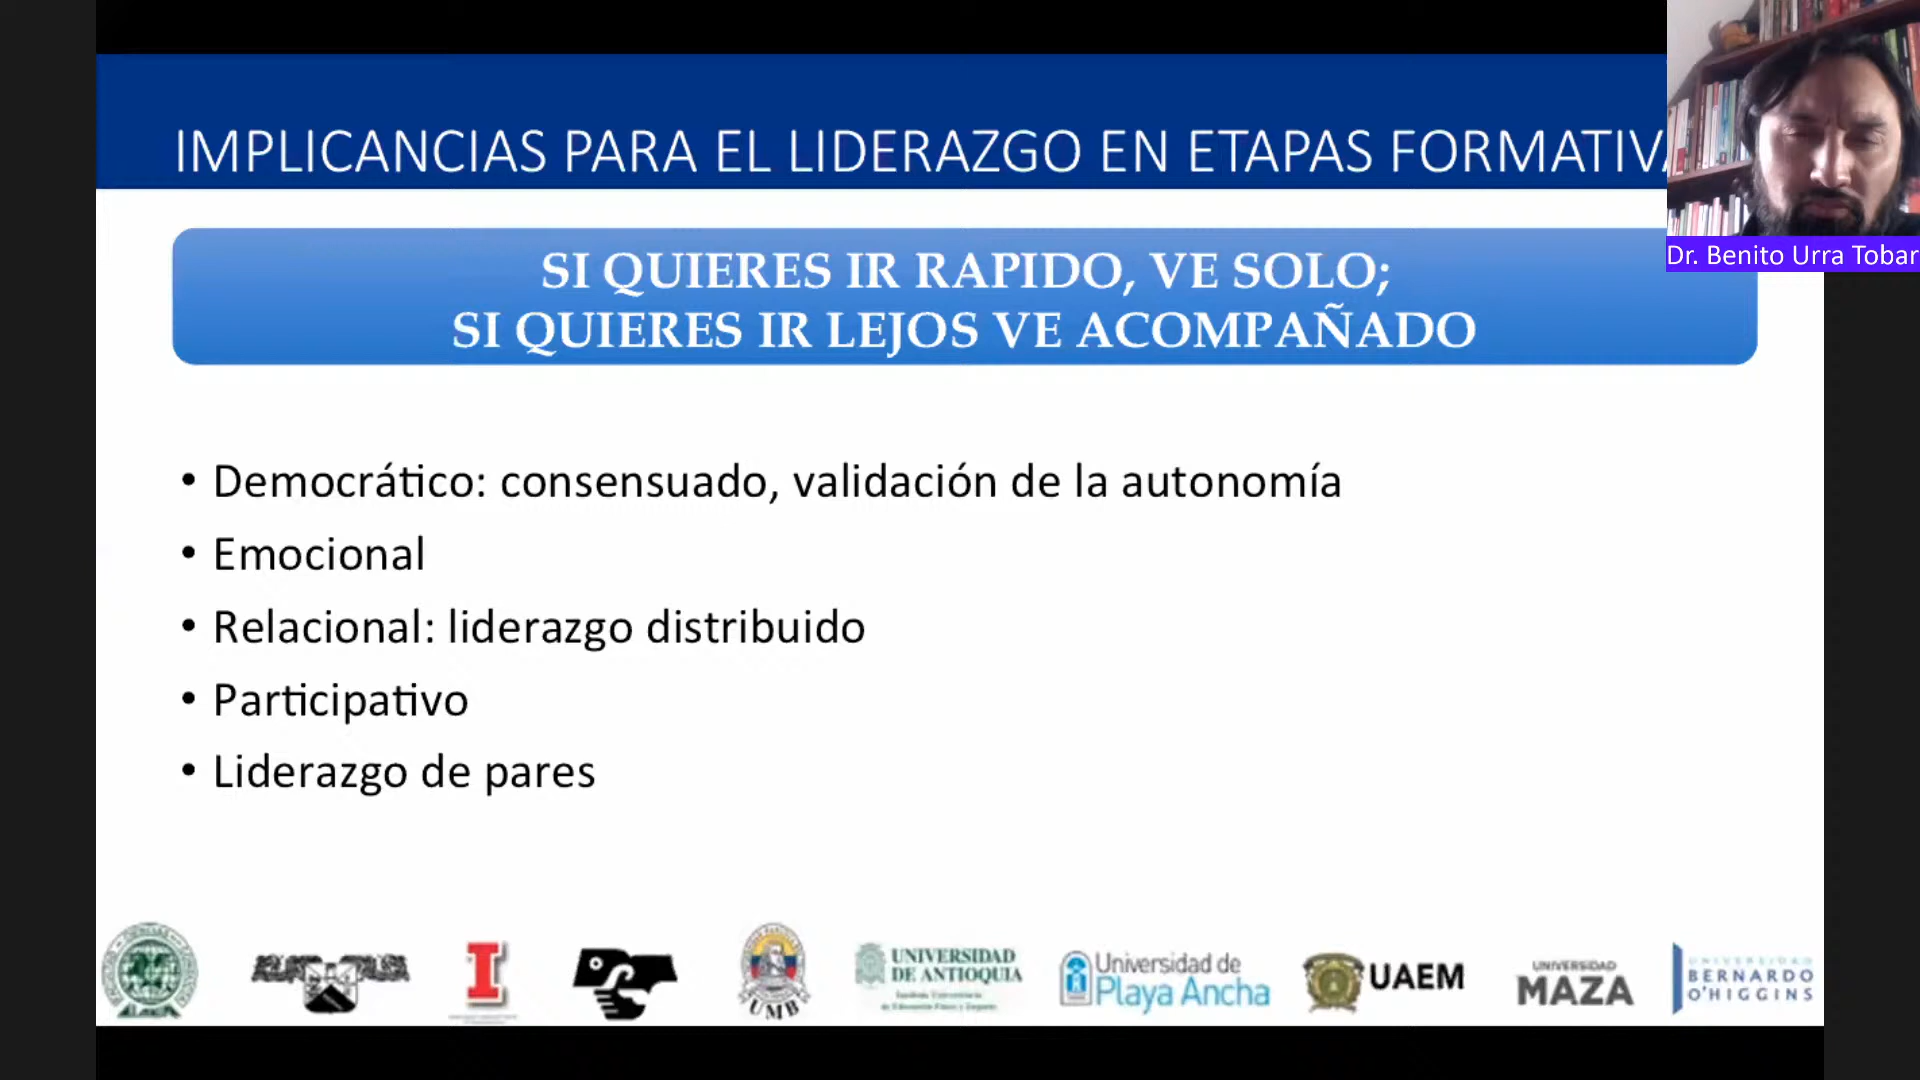 IMPLICANCIAS PARA EL LIDERAZGO EN ETAPAS FORMATIV
Dr. Benito Urra Tobar
SI QUIERES IR RAPIDO, VE SOLO;
SI QUIERES IR LEJOS VE ACOMPAÑADO
• Democrático: consensuado, validación de la autonomía
• Emocional
• Relacional: liderazgo distribuido
• Participativo
• Liderazgo de pares
UMB
UNIVERSIDAD
DE ANTIOQUIA
Universidad de
Playa Ancha
UAEM
UNIVERSIDAD
MAZA
UNIVERSIDAD
BERNARDO
O'HIGGINS